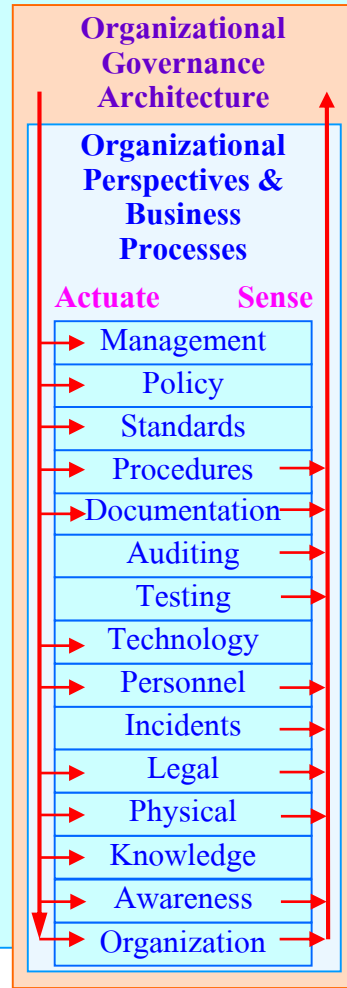 Organizational
Governance
Architecture
Organizational
Perspectives &
Business
Processes
Actuate Sense
Management
Policy
Standards
Procedures
Documentation
Auditing
Testing
Technology
Personnel
Incidents
Legal
Physical
Knowledge
Awareness
Organization